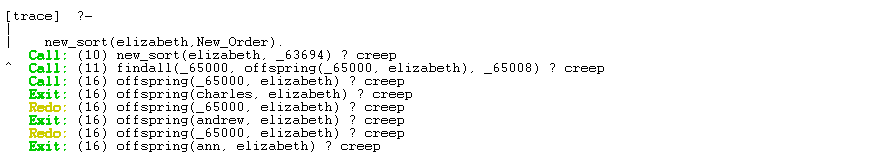 [trace]  ?-
|
|    new_sort(elizabeth,New_Order).
   Call: (10) new_sort(elizabeth, _63694) ? creep
^  Call: (11) findall(_65000, offspring(_65000, elizabeth), _65008) ? creep
   Call: (16) offspring(_65000, elizabeth) ? creep
   Exit: (16) offspring(charles, elizabeth) ? creep
   Redo: (16) offspring(_65000, elizabeth) ? creep
   Exit: (16) offspring(andrew, elizabeth) ? creep
   Redo: (16) offspring(_65000, elizabeth) ? creep
   Exit: (16) offspring(ann, elizabeth) ? creep